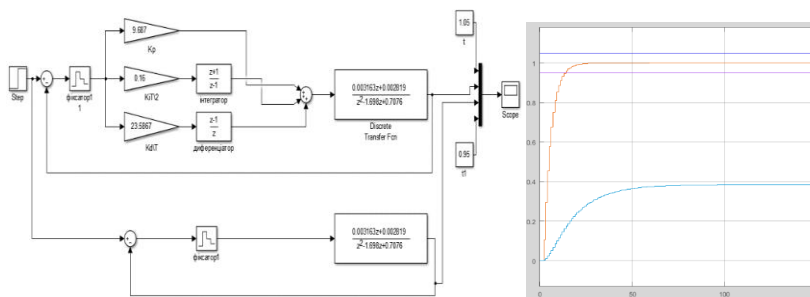 1.05
t
9.687
Kp
Step
фіксатор1
1
0.16
KiT\2
z+1
z-1
інтегратор
23.5867
Kd\T
z-1
z
диференціатор
0.003163z+0.002819
z²-1.698z+0.7076
Discrete
Transfer Fcn
Scope
0.95
t1
фіксатор1
0.003163z+0.002819
z²-1.698z+0.7076
1
0.8
0.6
0.4
0.2
0
0
50
100